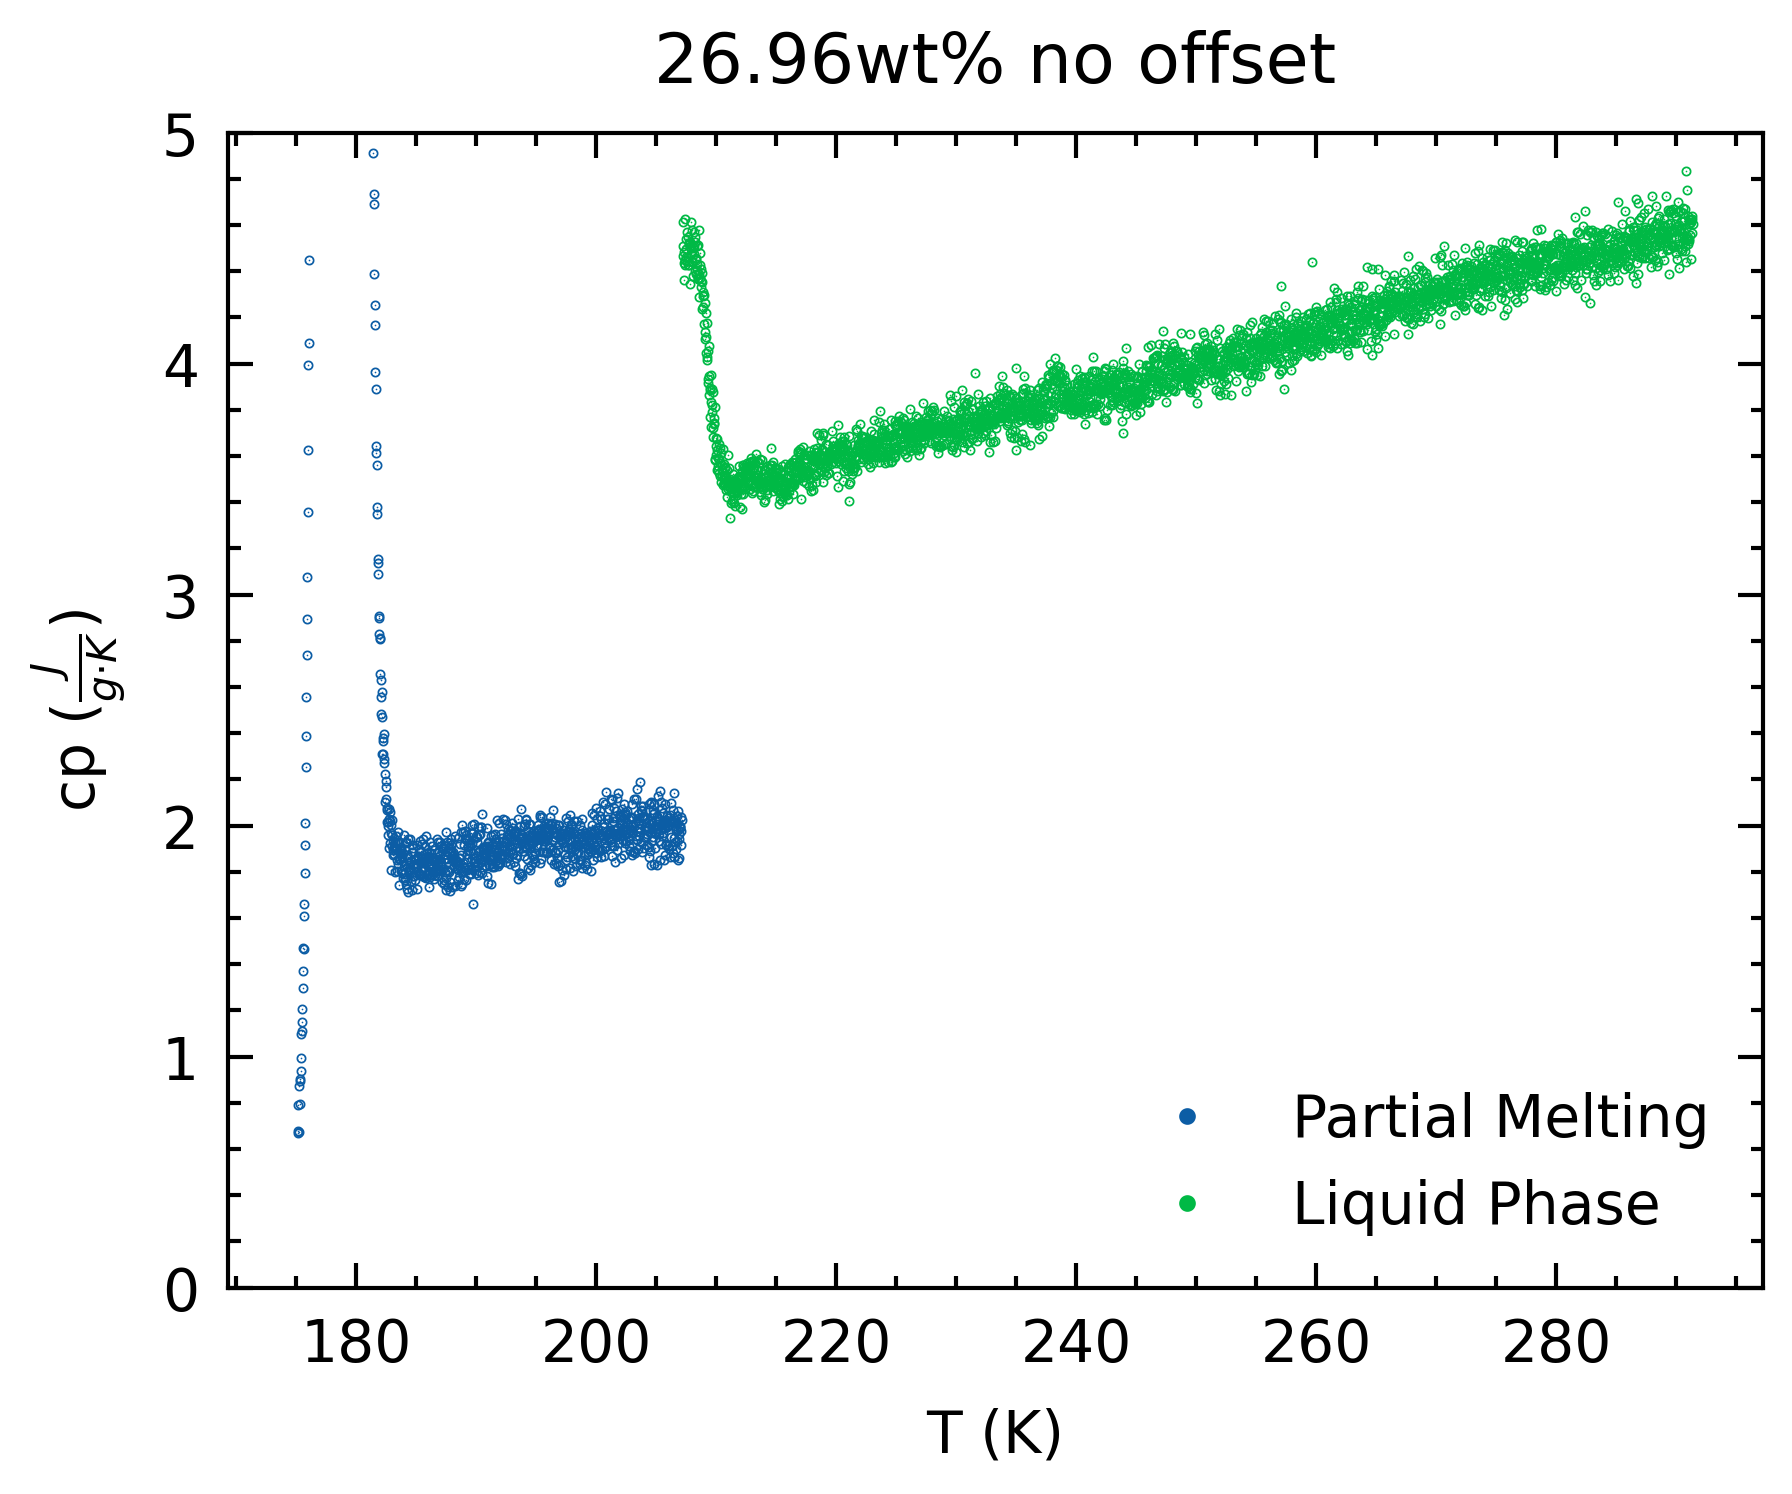 26.96wt% no offset
5
4
3
2
1
0
cp (J/g·K)
180 200 220 240 260 280
T (K)
Partial Melting
Liquid Phase